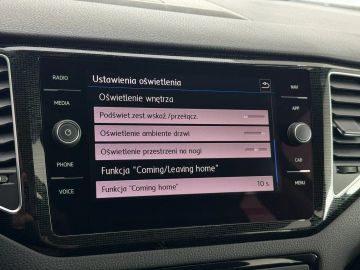 RADIO
MEDIA
PHONE
VOICE
Ustawienia oświetlenia
Oświetlenie wnętrza
Podświet.zest.wskaź./przełącz.
Oświetlenie ambiente drzwi
Oświetlenie przestrzeni na nogi
Funkcja "Coming/leaving home"
Funkcja "Coming home"
10 s
NAV
APP
CAR
MENU